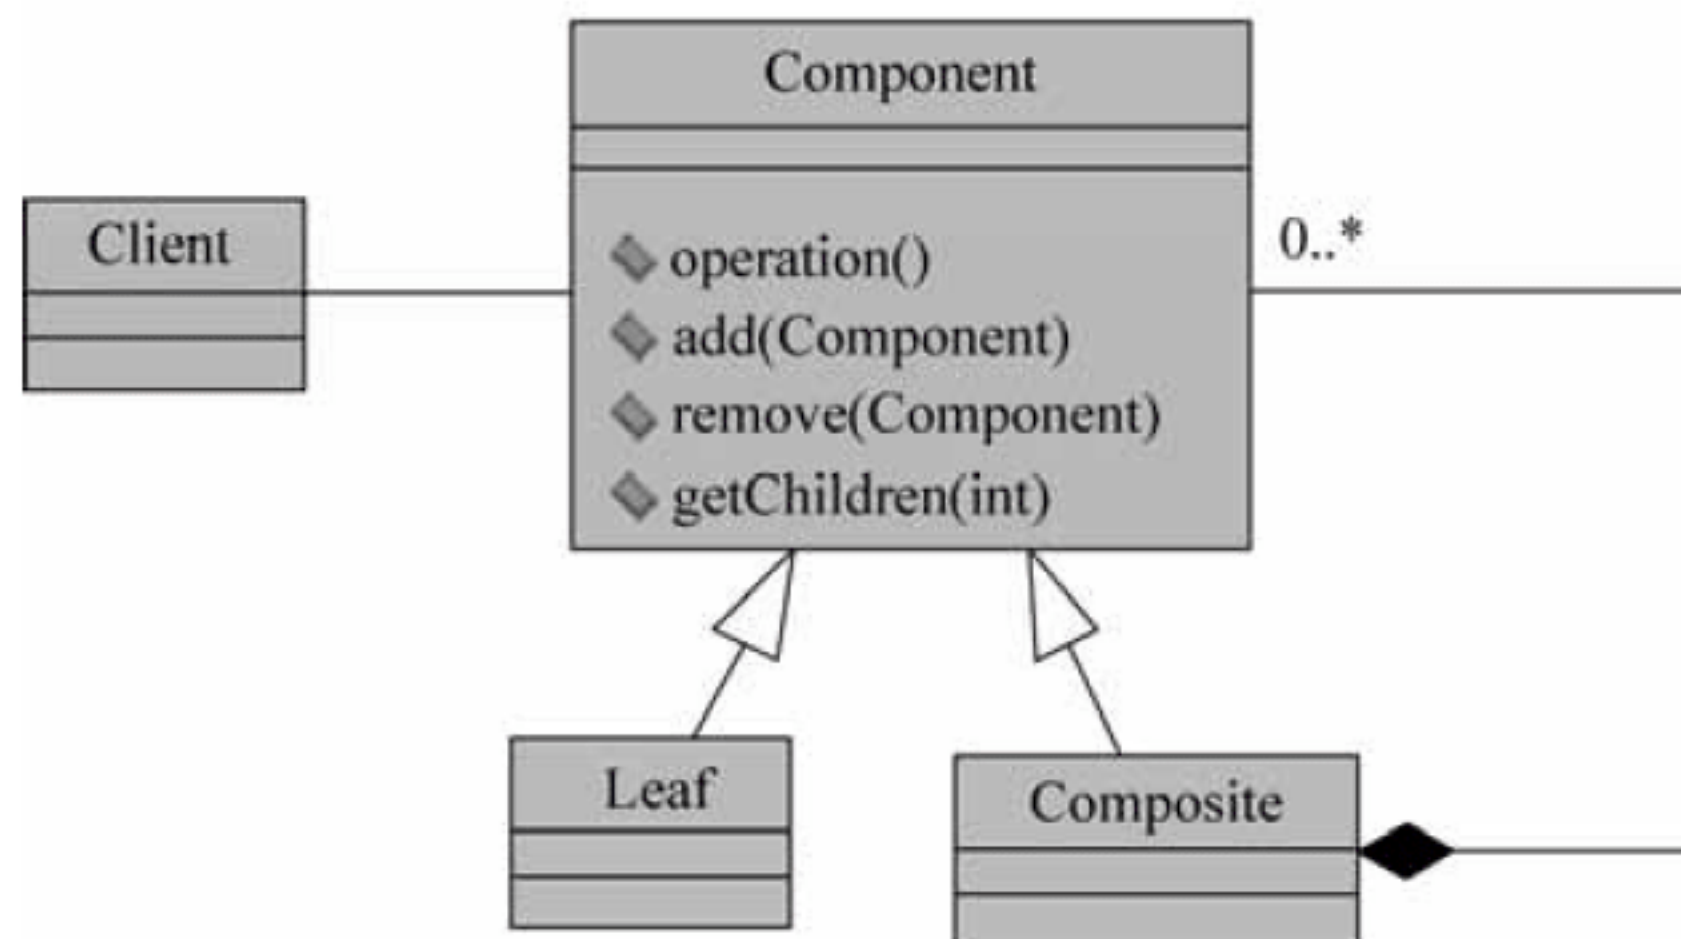 Component
Client
0..*
operation()
add(Component)
remove(Component)
getChildren(int)
Leaf
Composite